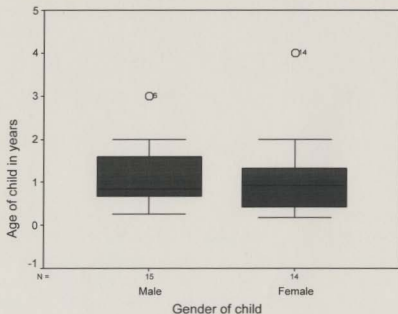 5
4
3
2
1
0
-1
Age of child in years
14
N =
15
14
Male
Female
Gender of child